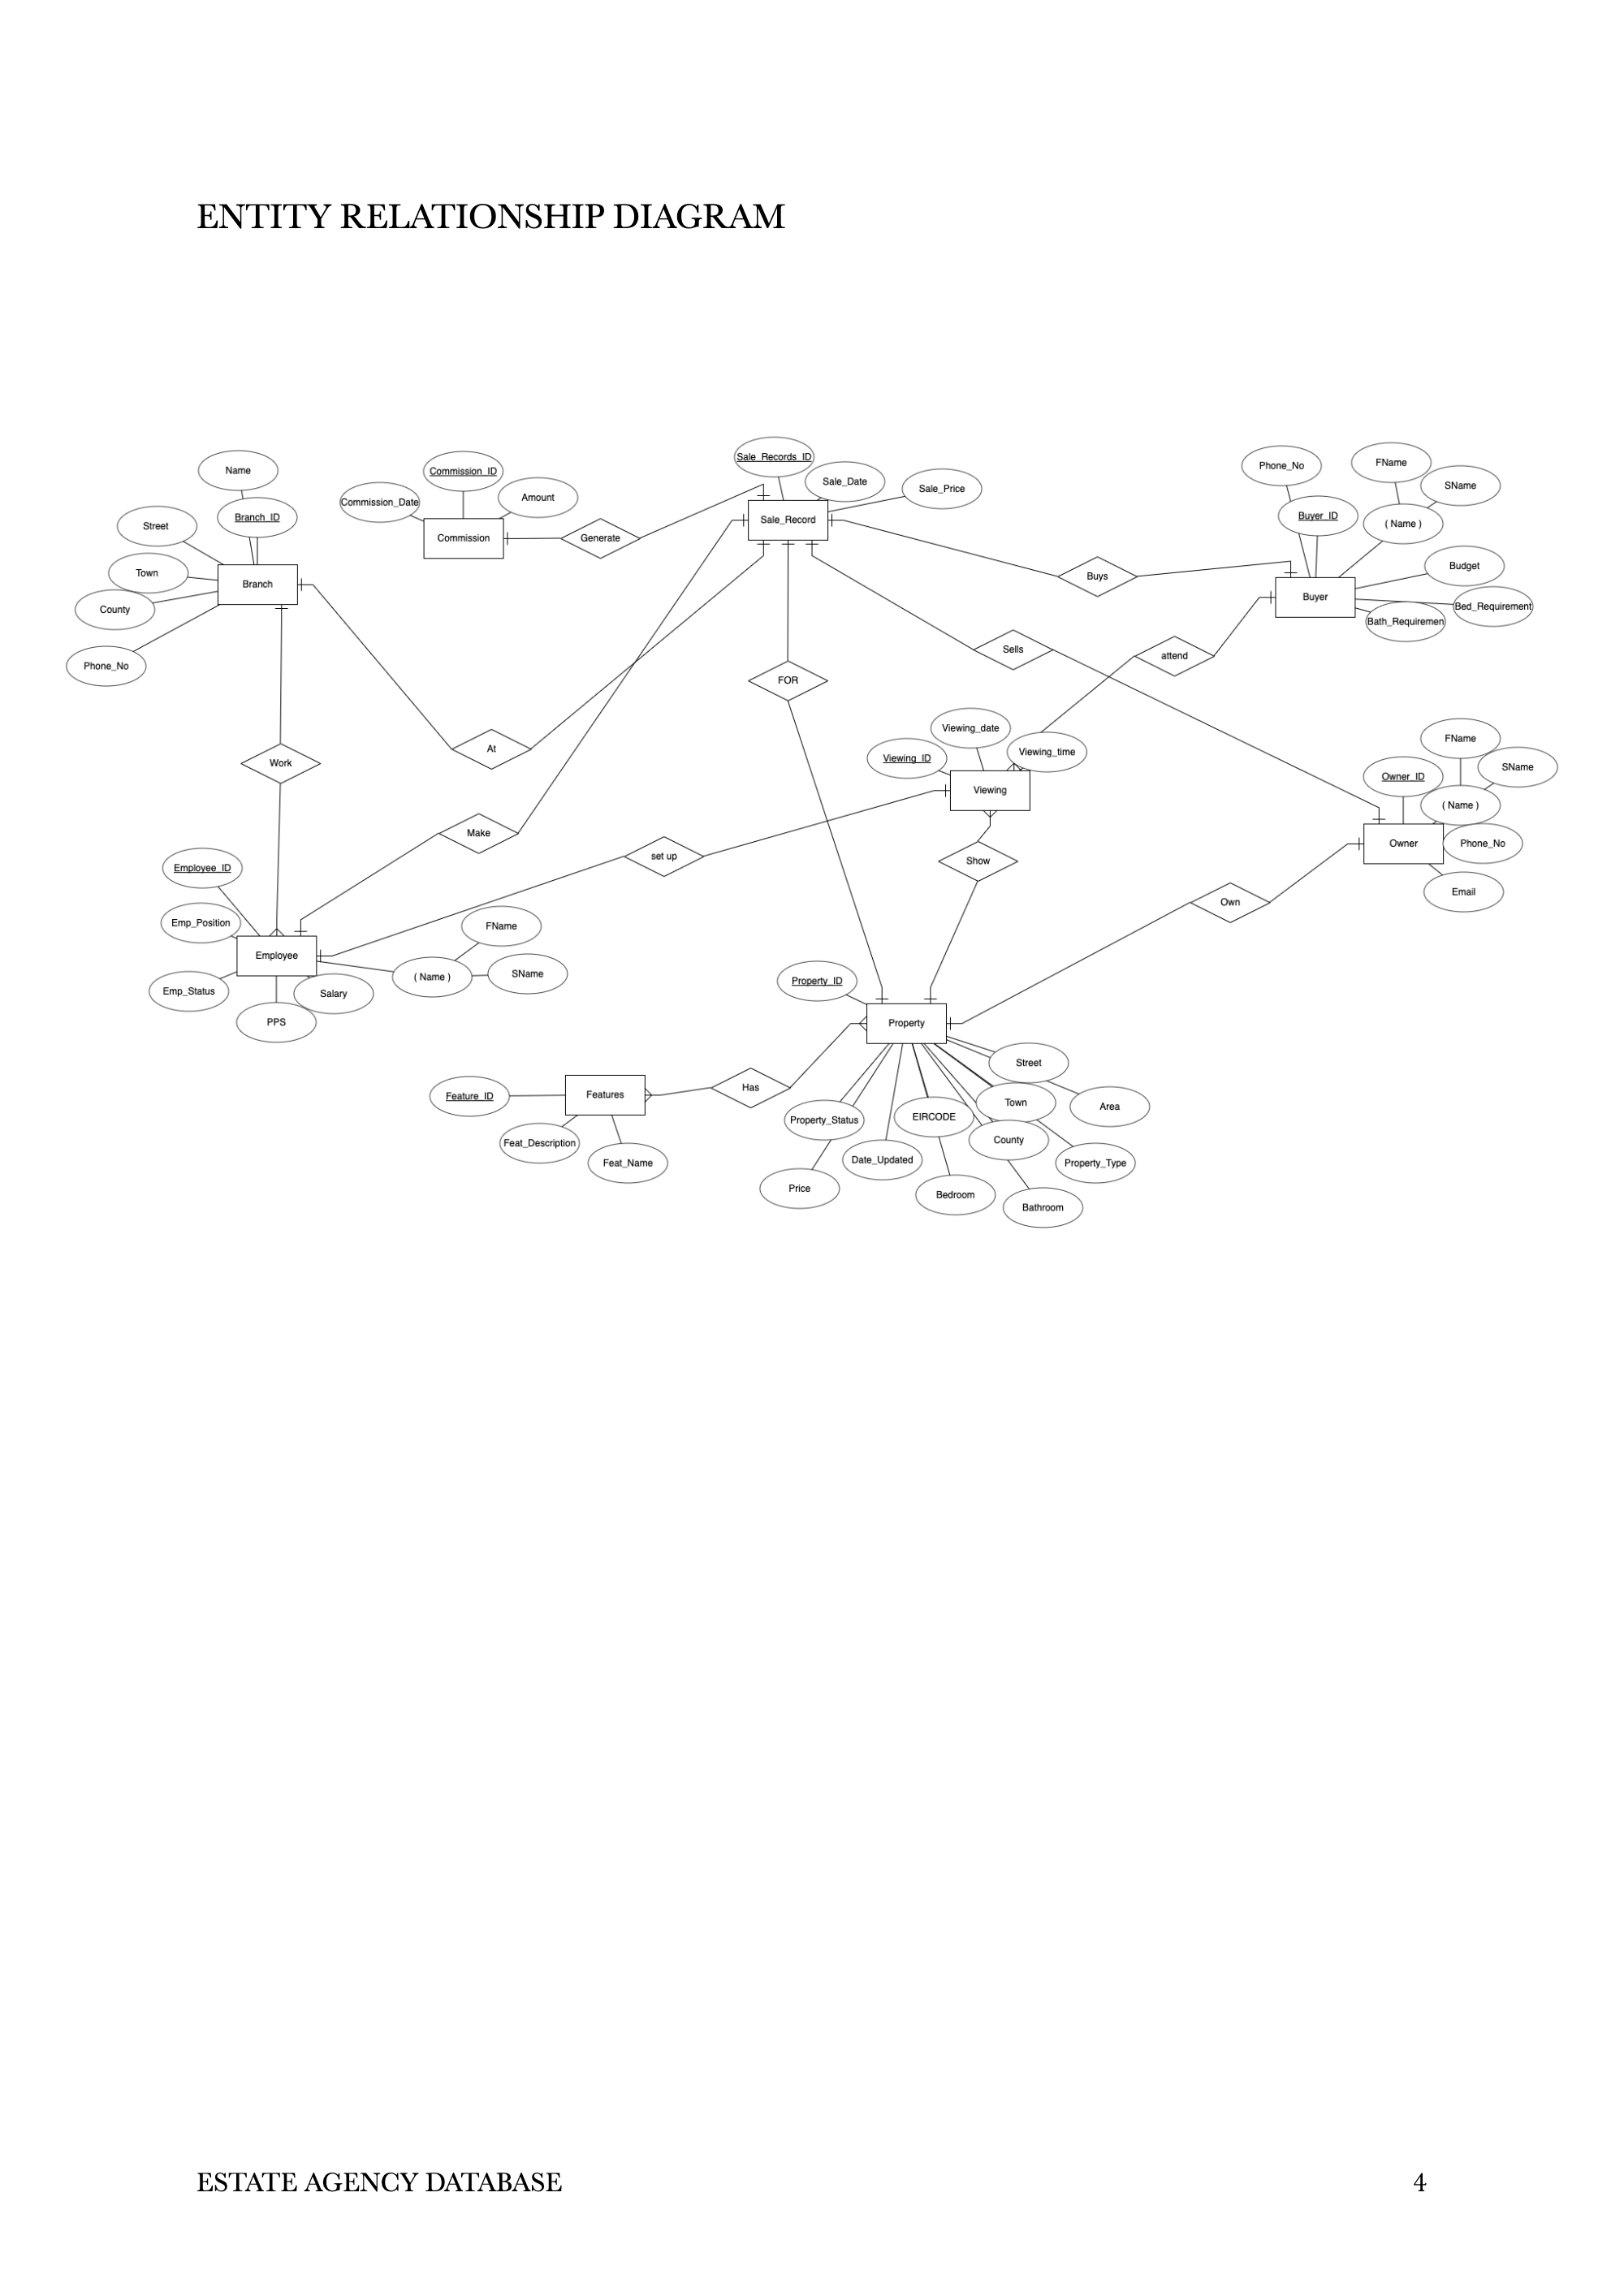 ENTITY RELATIONSHIP DIAGRAM
Name
Branch_ID
Street
Town
County
Phone_No
Branch
Commission_ID
Commission_Date
Amount
Commission
Generate
Sale_Records_ID
Sale_Date
Sale_Price
Sale_Record
Buys
Phone_No
FName
SName
Buyer_ID
( Name )
Budget
Bed_Requirement
Bath_Requiremen
Buyer
Sells
attend
FOR
At
Work
Make
set up
Viewing_date
Viewing_ID
Viewing_time
Viewing
Show
FName
SName
Owner_ID
( Name )
Phone_No
Owner
Email
Own
Employee_ID
Emp_Position
Employee
Emp_Status
PPS
Salary
( Name )
FName
SName
Property_ID
Property
Has
Features
Feature_ID
Feat_Description
Feat_Name
Street
Area
Town
EIRCODE
Property_Status
County
Date_Updated
Property_Type
Price
Bedroom
Bathroom
ESTATE AGENCY DATABASE
4